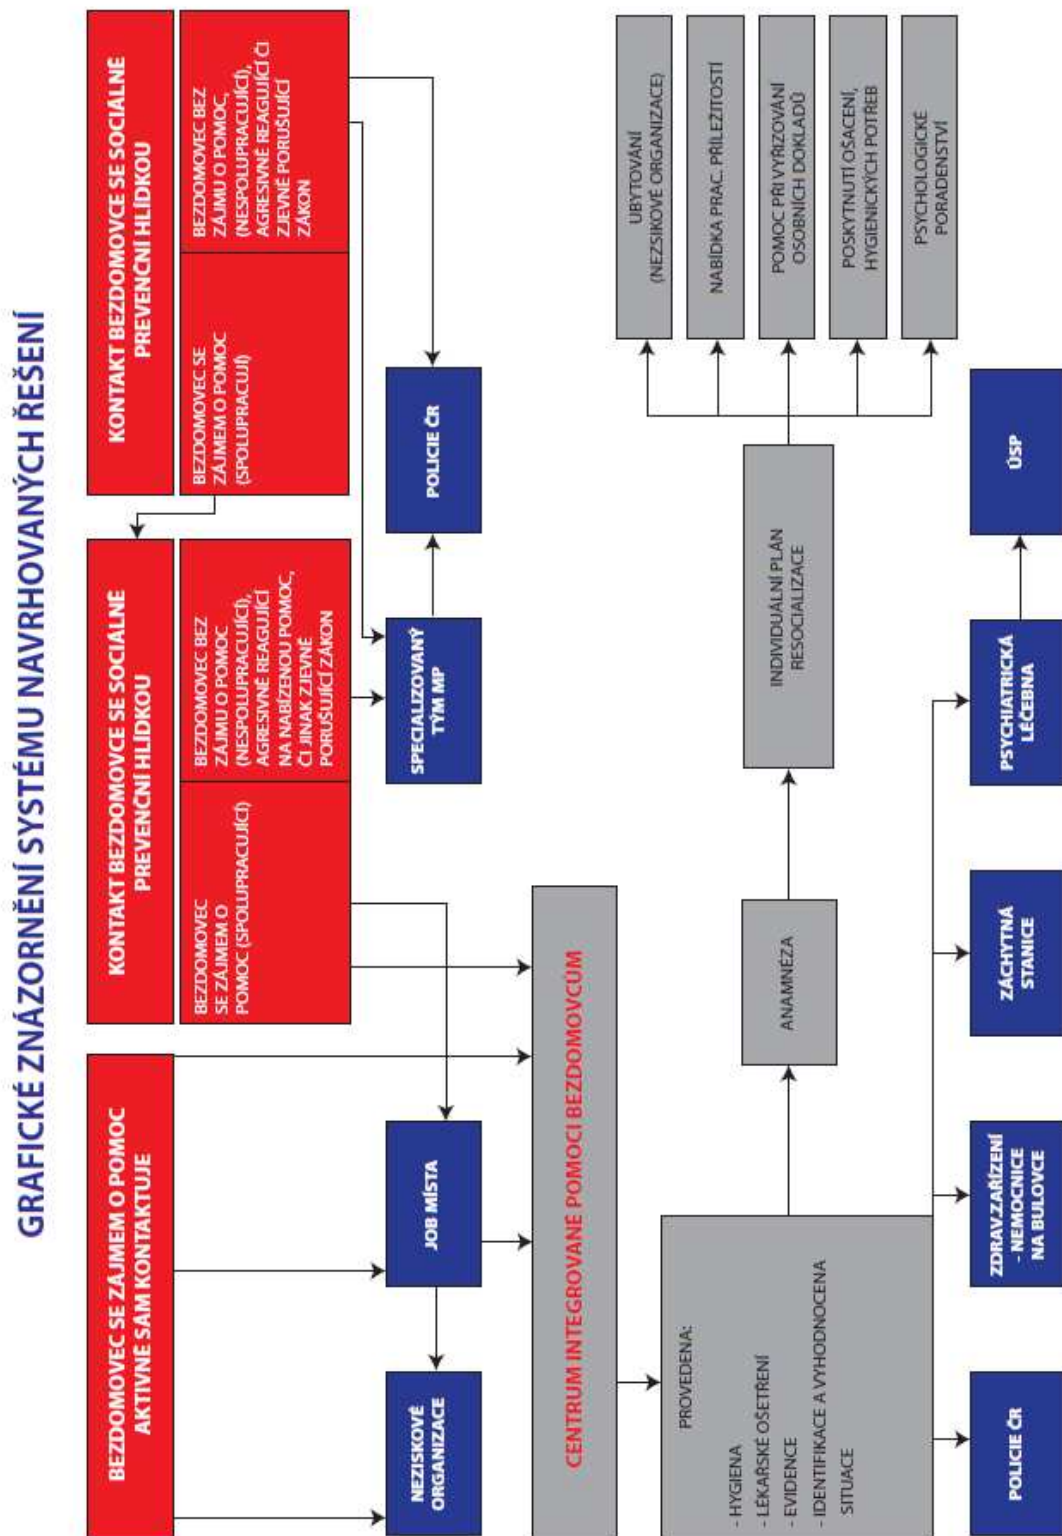 GRAFICKÉ ZNÁZORNĚNÍ SYSTÉMU NAVRHOVANÝCH ŘEŠENÍ
BEZDOMOVEC SE ZÁJMEM O POMOC
AKTIVNĚ SÁM KONTAKTUJE
KONTAKT BEZDOMOVCE SE SOCIÁLNĚ
PREVENČNÍ HLÍDKOU
KONTAKT BEZDOMOVCE SE SOCIÁLNĚ
PREVENČNÍ HLÍDKOU
BEZDOMOVEC
SE ZÁJMEM O
POMOC (SPOLUPRACUJÍCÍ)
BEZDOMOVEC BEZ
ZÁJMU O POMOC
(NESPOLUPRACUJÍCÍ),
AGRESIVNĚ REAGUJÍCÍ
NA NABÍZENOU POMOC,
ČI JINAK ZJEVNĚ
PORUŠUJÍCÍ ZÁKON
BEZDOMOVEC SE
ZÁJMEM O POMOC
(SPOLUPRACUJÍ)
BEZDOMOVEC BEZ
ZÁJMU O POMOC,
(NESPOLUPRACUJÍCÍ),
AGRESIVNĚ REAGUJÍCÍ ČI
ZJEVNĚ PORUŠUJÍCÍ
ZÁKON
NEZISKOVÉ
ORGANIZACE
JOB MÍSTA
SPECIALIZOVANÝ
TÝM MP
POLICIE ČR
CENTRUM INTEGROVANÉ POMOCI BEZDOMOVCŮM
PROVEDENA:
- HYGIENA
- LÉKAŘSKÉ OŠETŘENÍ
- EVIDENCE
- IDENTIFIKACE A VYHODNOCENA
SITUACE
ANAMNÉZA
INDIVIDUÁLNÍ PLÁN
RESOCIALIZACE
UBYTOVÁNÍ
(NEZSIKOVÉ ORGANIZACE)
NABÍDKA PRAC. PŘÍLEŽITOSTÍ
POMOC PŘI VYŘIZOVÁNÍ
OSOBNÍCH DOKLADŮ
POSKYTNUTÍ OŠACENÍ,
HYGIENICKÝCH POTŘEB
PSYCHOLOGICKÉ
PORADENSTVÍ
POLICIE ČR
ZDRAV.ZAŘÍZENÍ
- NEMOCNICE
NA BULOVCE
ZÁCHYTNÁ
STANICE
PSYCHIATRICKÁ
LÉČEBNA
ÚSP